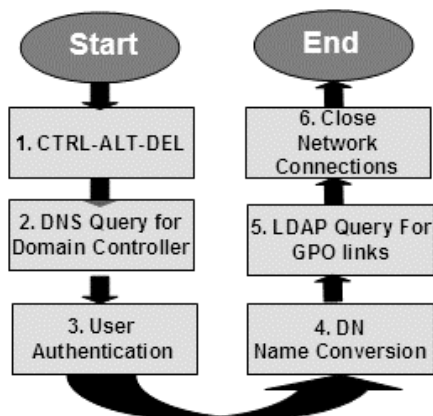 Start
1. CTRL-ALT-DEL
2. DNS Query for
Domain Controller
3. User
Authentication
4. DN
Name Conversion
5. LDAP Query For
GPO links
6. Close
Network
Connections
End